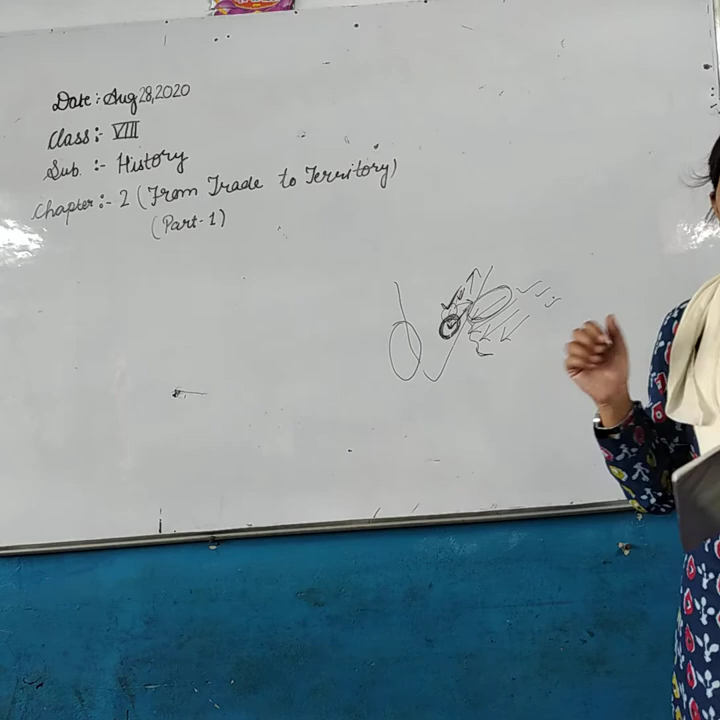 Date :- Aug 28,2020
Class :- VIII
Sub. :- History
Chapter :- 2 (From Trade to Territory)
(Part-1)